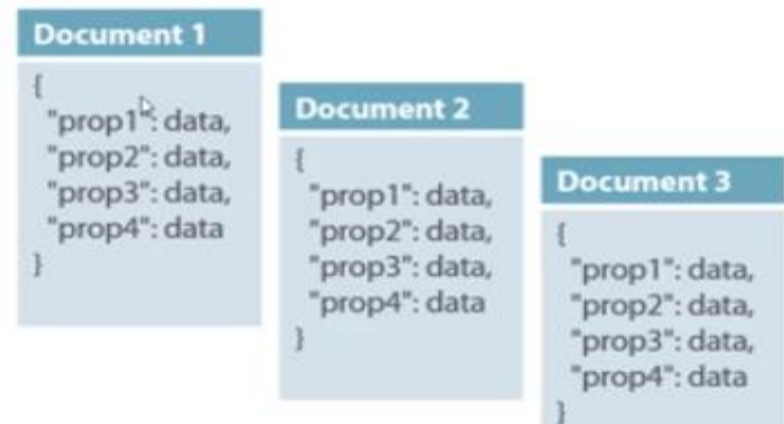 Document 1
{
"prop1": data,
"prop2": data,
"prop3": data,
"prop4": data
}
Document 2
{
"prop1": data,
"prop2": data,
"prop3": data,
"prop4": data
}
Document 3
{
"prop1": data,
"prop2": data,
"prop3": data,
"prop4": data
}